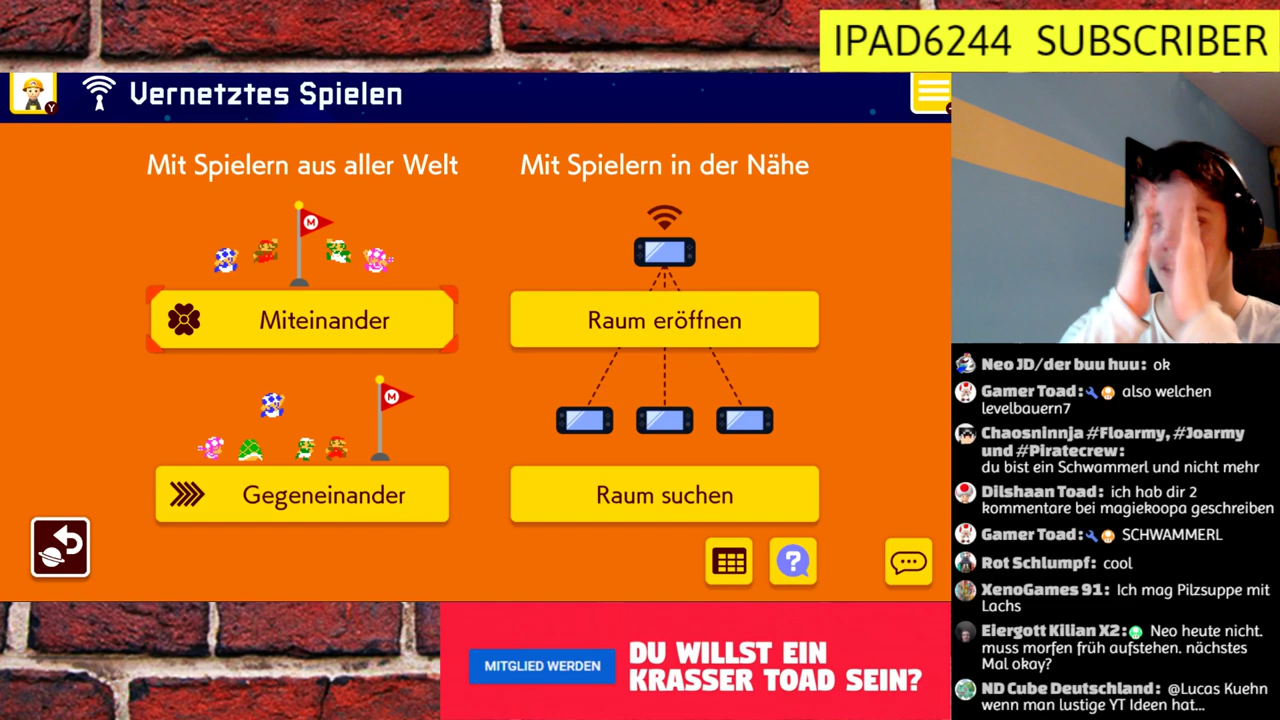 IPAD6244 SUBSCRIBER
Vernetztes Spielen
Y
Mit Spielern aus aller Welt
Mit Spielern in der Nähe
M
Miteinander
Raum eröffnen
M
Gegeneinander
Raum suchen
?
MITGLIED WERDEN
DU WILLST EIN
KRASSER TOAD SEIN?
Neo JD/der buu huu: ok
Gamer Toad: also welchen
levelbauern7
Chaosninnja #Floarmy, #Joarmy
und #Piratecrew:
du bist ein Schwammerl und nicht mehr
Dilshaan Toad: ich hab dir 2
kommentare bei magiekoopa geschrieben
Gamer Toad: SCHWAMMERL
Rot Schlumpf: cool
XenoGames 91: Ich mag Pilzsuppe mit
Lachs
Eiergott Kilian X2: Neo heute nicht.
muss morfen früh aufstehen. nächstes
Mal okay?
ND Cube Deutschland: @Lucas Kuehn
wenn man lustige YT Ideen hat...